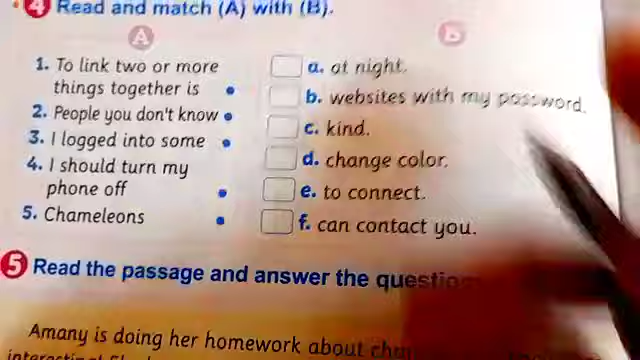 4 Read and match (A) with (B).
A
B
1. To link two or more
things together is
2. People you don't know
3. I logged into some
4. I should turn my
phone off
5. Chameleons
a. at night.
b. websites with my password.
c. kind.
d. change color.
e. to connect.
f. can contact you.
5 Read the passage and answer the
Amany is doing her homework about